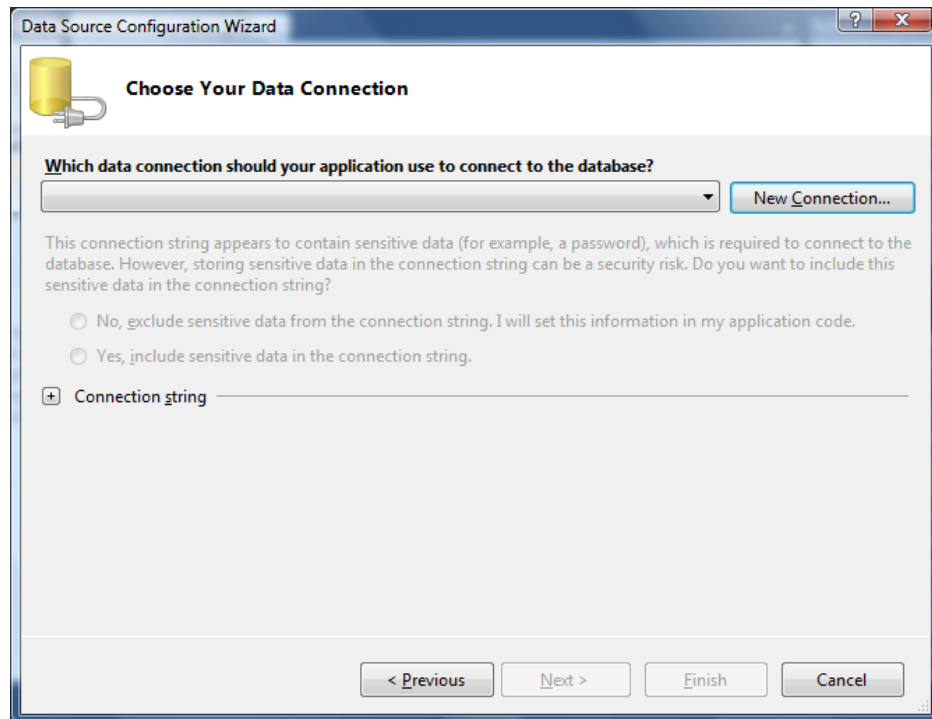 Data Source Configuration Wizard
?
X
Choose Your Data Connection
Which data connection should your application use to connect to the database?
New Connection...
This connection string appears to contain sensitive data (for example, a password), which is required to connect to the
database. However, storing sensitive data in the connection string can be a security risk. Do you want to include this
sensitive data in the connection string?
No, exclude sensitive data from the connection string. I will set this information in my application code.
Yes, include sensitive data in the connection string.
+ Connection string
< Previous
Next >
Finish
Cancel